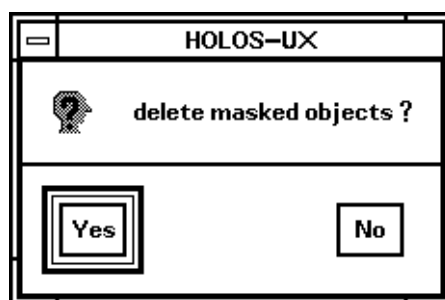 HOLOS-UX
delete masked objects ?
Yes
No